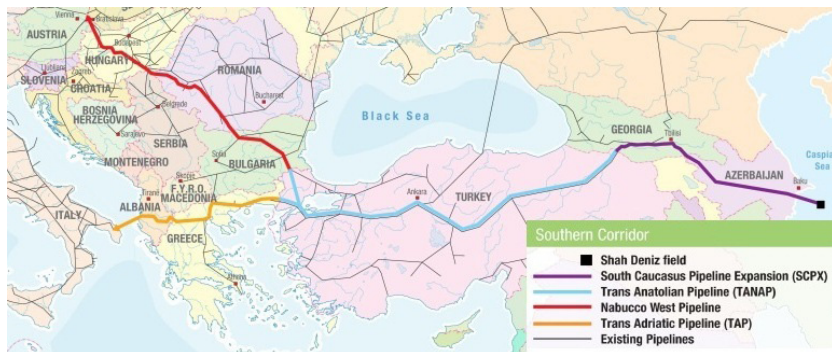 Vienna
Bratislava
AUSTRIA
Budapest
HUNGARY
Ljubljana
SLOVENIA
Zagreb
CROATIA
ROMANIA
Bucharest
Belgrade
BOSNIA
HERZEGOVINA
Sarajevo
SERBIA
MONTENEGRO
Sofia
BULGARIA
Skopje
F.Y.R.O.
MACEDONIA
Tirane
ALBANIA
ITALY
GREECE
Athens
Black Sea
Ankara
TURKEY
GEORGIA
Tbilisi
AZERBAIJAN
Baku
Caspia
Sea
Southern Corridor
Shah Deniz field
South Caucasus Pipeline Expansion (SCPX)
Trans Anatolian Pipeline (TANAP)
Nabucco West Pipeline
Trans Adriatic Pipeline (TAP)
Existing Pipelines